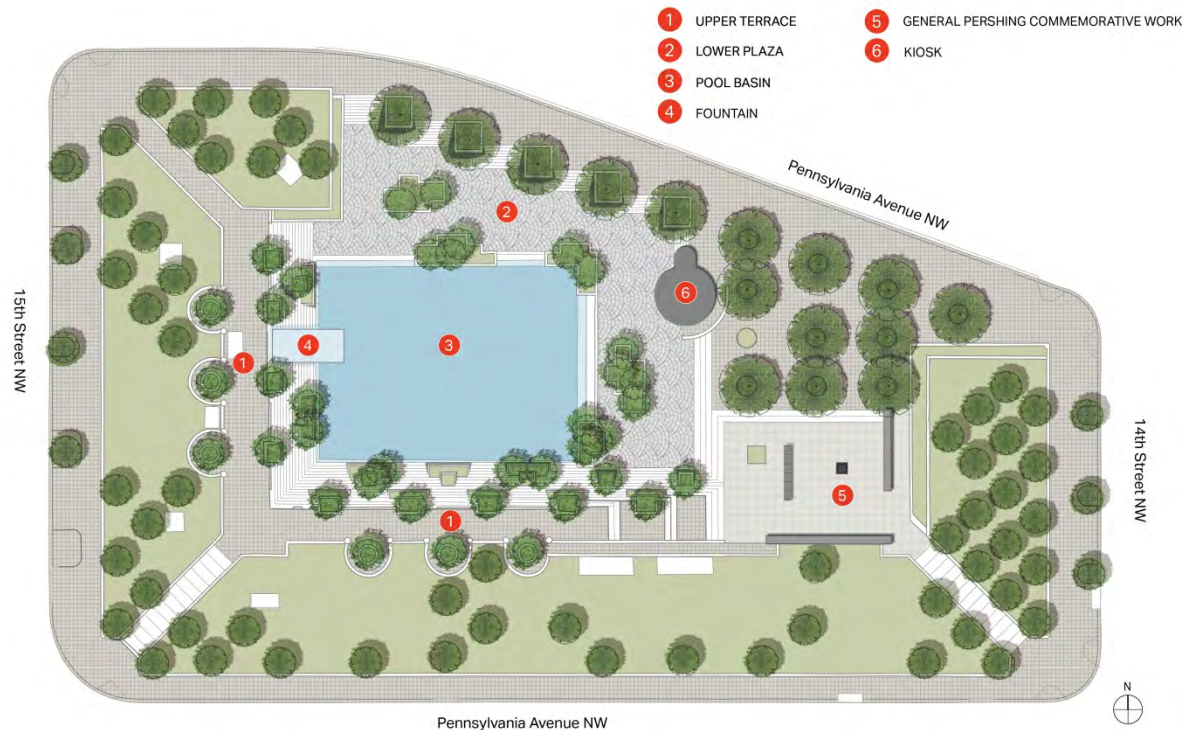 1 UPPER TERRACE
2 LOWER PLAZA
3 POOL BASIN
4 FOUNTAIN
5 GENERAL PERSHING COMMEMORATIVE WORK
6 KIOSK
Pennsylvania Avenue NW
2
6
15th Street NW
1
4
3
14th Street NW
5
1
N
Pennsylvania Avenue NW